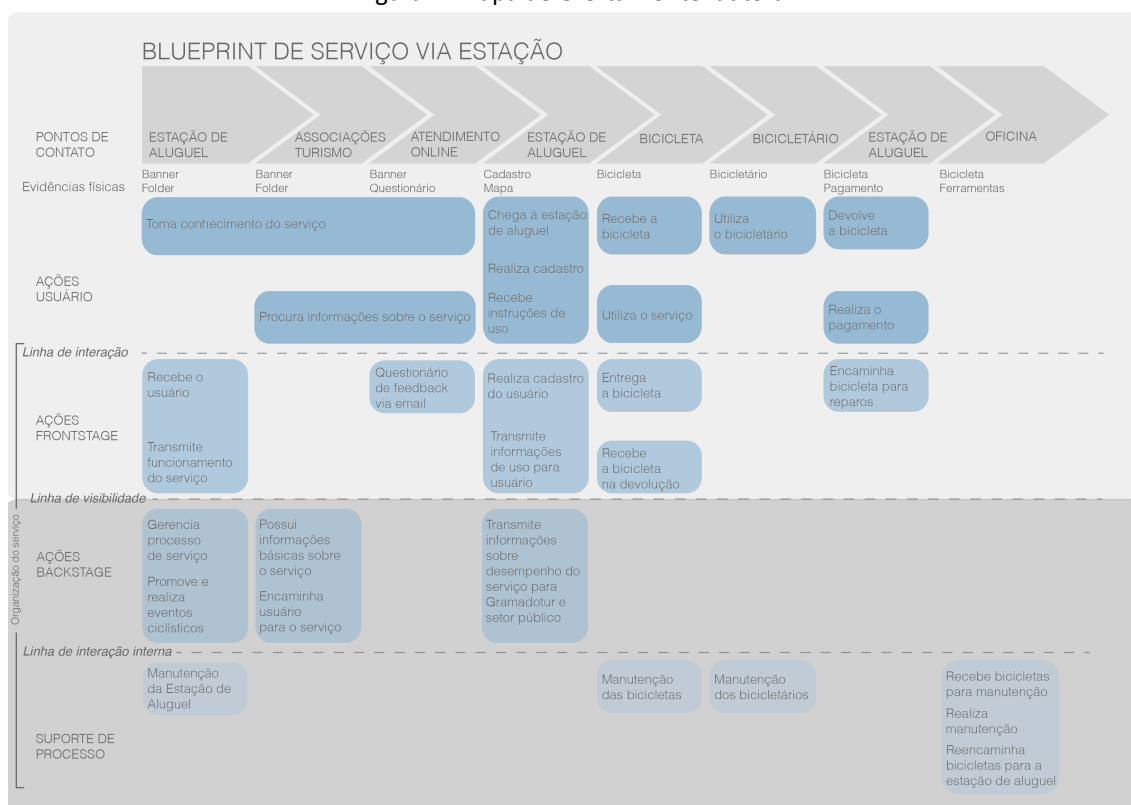 BLUEPRINT DE SERVIÇO VIA ESTAÇÃO
PONTOS DE
CONTATO
ESTAÇÃO DE
ALUGUEL
ASSOCIAÇÕES
TURISMO
ATENDIMENTO
ONLINE
ESTAÇÃO DE
ALUGUEL
BICICLETA
BICICLETÁRIO
ESTAÇÃO DE
ALUGUEL
OFICINA
Evidências físicas
Banner
Folder
Banner
Folder
Banner
Questionário
Cadastro
Mapa
Bicicleta
Bicicletário
Bicicleta
Pagamento
Bicicleta
Ferramentas
AÇÕES
USUÁRIO
Toma conhecimento do serviço
Procura informações sobre o serviço
Chega à estação
de aluguel
Realiza cadastro
Recebe
instruções de
uso
Recebe a
bicicleta
Utiliza o serviço
Utiliza
o bicicletário
Devolve
a bicicleta
Realiza o
pagamento
Linha de interação
AÇÕES
FRONTSTAGE
Recebe o
usuário
Transmite
funcionamento
do serviço
Questionário
de feedback
via email
Realiza cadastro
do usuário
Transmite
informações
de uso para
usuário
Entrega
a bicicleta
Recebe
a bicicleta
na devolução
Encaminha
bicicleta para
reparos
Linha de visibilidade
Organização do serviço
AÇÕES
BACKSTAGE
Gerencia
processo
de serviço
Promove e
realiza
eventos
ciclísticos
Possui
informações
básicas sobre
o serviço
Encaminha
usuário
para o serviço
Transmite
informações
sobre
desempenho do
serviço para
Gramadotur e
setor público
Linha de interação interna
SUPORTE DE
PROCESSO
Manutenção
da Estação de
Aluguel
Manutenção
das bicicletas
Manutenção
dos bicicletários
Recebe bicicletas
para manutenção
Realiza
manutenção
Reencaminha
bicicletas para a
estação de aluguel